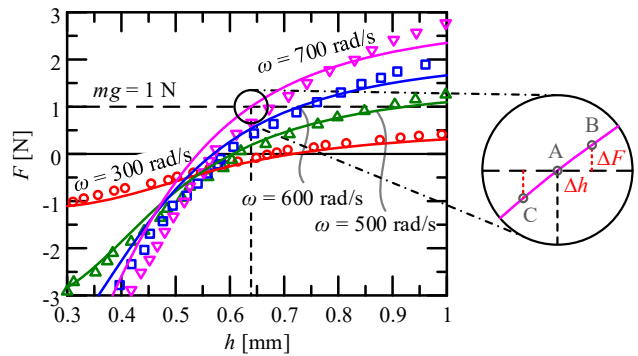 3
2
1
0
-1
-2
-3
F [N]
ω = 700 rad/s
mg = 1 N
ω = 300 rad/s
ω = 600 rad/s
ω = 500 rad/s
A
B
ΔF
Δh
C
0.3 0.4 0.5 0.6 0.7 0.8 0.9 1
h [mm]